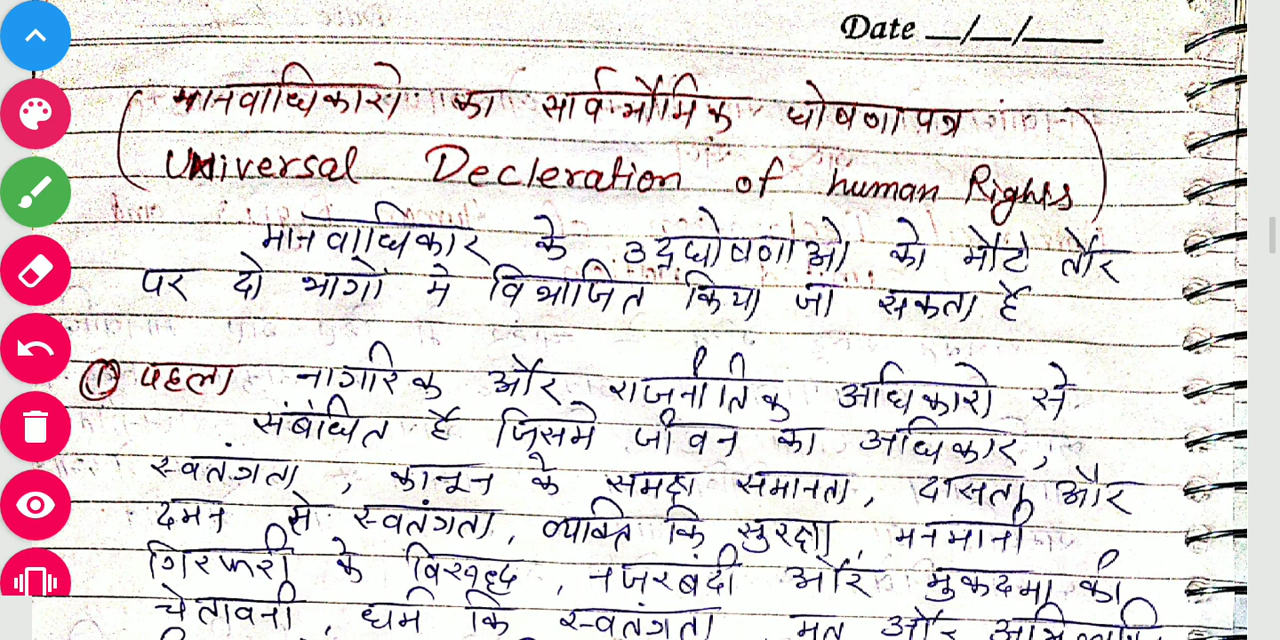 Date __/__/____
मानवाधिकारो का सार्वभौमिक घोषणापत्र
Universal Decleration of human Rights
मानवाधिकार के उद्घोषणाओ को मौटे तौर
पर दो भागों मे विभाजित किया जा सकता है
① पहला नागरिक और राजनीतिक अधिकारो से
संबंधित है जिसमे जीवन का अधिकार,
स्वतंत्रता, कानून के समक्ष समानता, दासता और
दमन से स्वतंत्रता, व्यक्ति कि सुरक्षा, मनमानी
गिरफ्तारी के विरुद्ध, नजरबंदी और मुकदमा की
चेतावनी, धर्म कि स्वतंत्रता, मत और